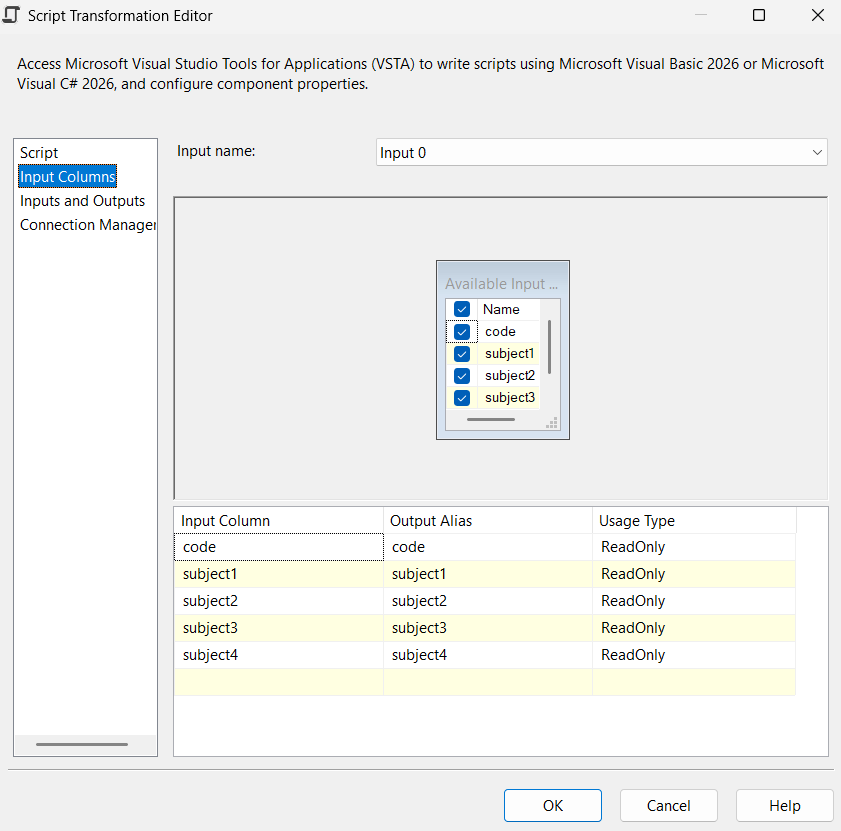 Script Transformation Editor
Access Microsoft Visual Studio Tools for Applications (VSTA) to write scripts using Microsoft Visual Basic 2026 or Microsoft
Visual C# 2026, and configure component properties.
Script
Input Columns
Inputs and Outputs
Connection Manager
Input name:
Input 0
Available Input ...
Name
code
subject1
subject2
subject3
Input Column Output Alias Usage Type
code code ReadOnly
subject1 subject1 ReadOnly
subject2 subject2 ReadOnly
subject3 subject3 ReadOnly
subject4 subject4 ReadOnly
OK Cancel Help